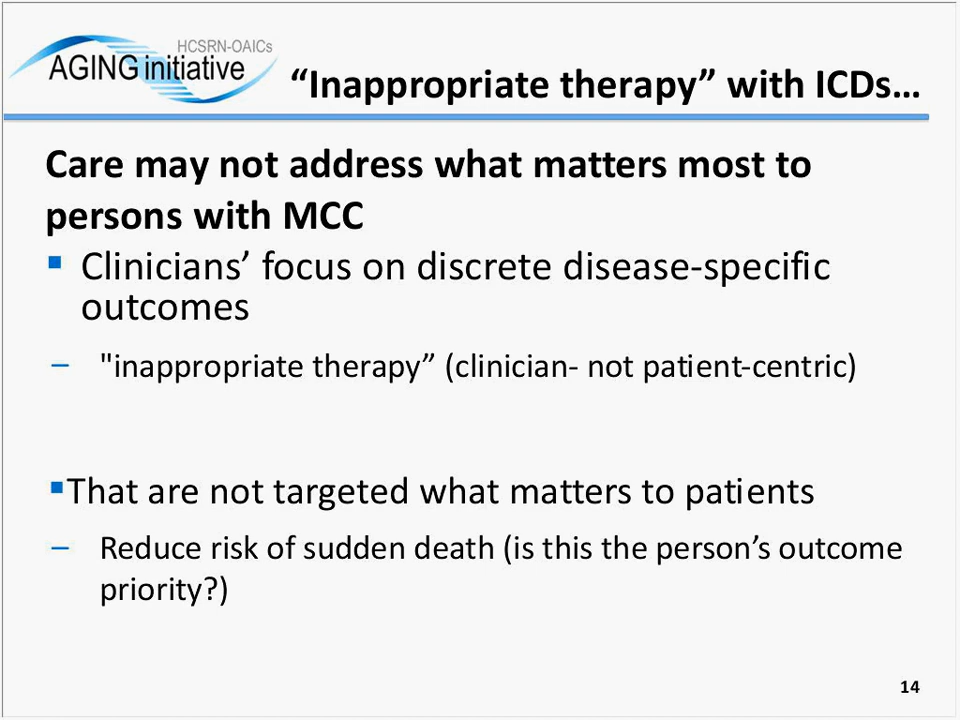 HCSRN-OAICs
AGING initiative
“Inappropriate therapy” with ICDs...
Care may not address what matters most to
persons with MCC
▪ Clinicians’ focus on discrete disease-specific
outcomes
– "inappropriate therapy” (clinician- not patient-centric)
▪That are not targeted what matters to patients
– Reduce risk of sudden death (is this the person’s outcome
priority?)
14